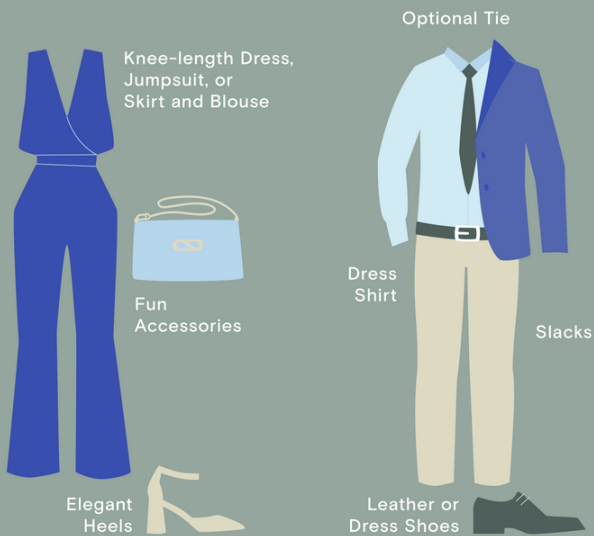 Optional Tie
Knee-length Dress,
Jumpsuit, or
Skirt and Blouse
Fun
Accessories
Dress
Shirt
Slacks
Elegant
Heels
Leather or
Dress Shoes